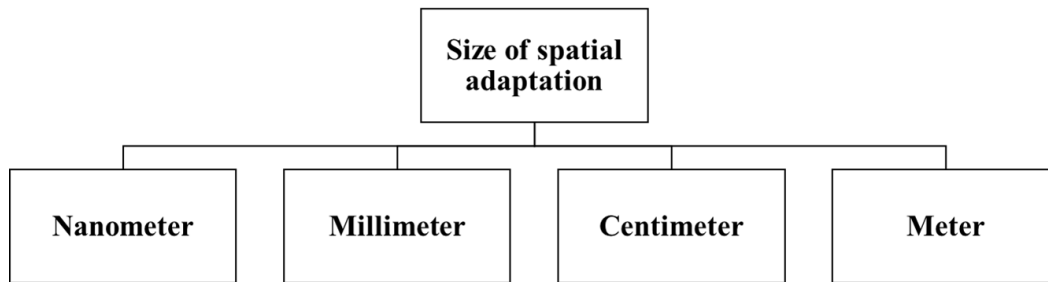 Size of spatial
adaptation
Nanometer
Millimeter
Centimeter
Meter